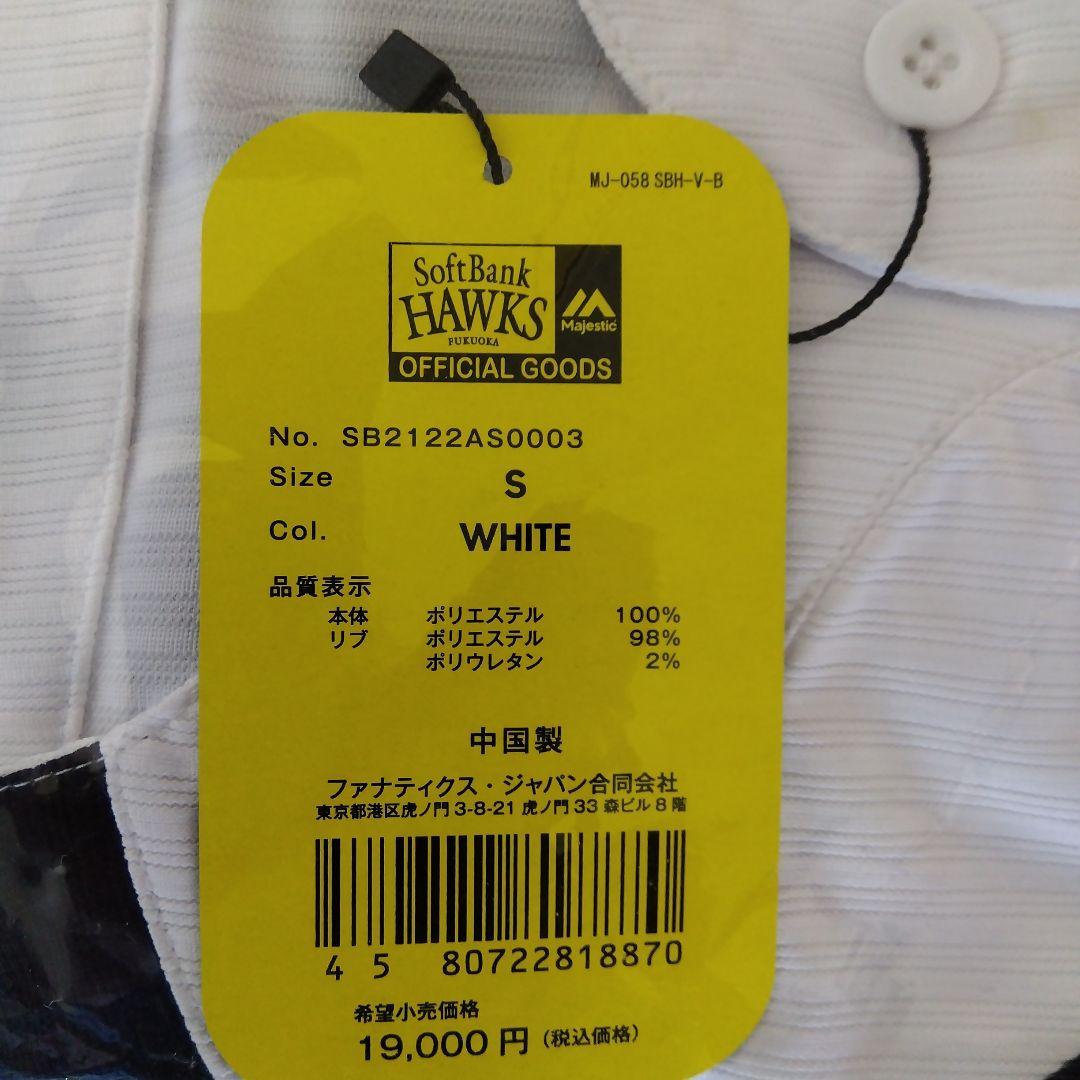 MJ-058 SBH-V-B
SoftBank
HAWKS
FUKUOKA
Majestic
OFFICIAL GOODS
No. SB2122AS0003
Size S
Col. WHITE
品質表示
本体 ポリエステル 100%
リブ ポリエステル 98%
ポリウレタン 2%
中国製
ファナティクス・ジャパン合同会社
東京都港区虎ノ門 3-8-21 虎ノ門 33 森ビル 8 階
4 5 80722818870
希望小売価格
19,000 円 (税込価格)